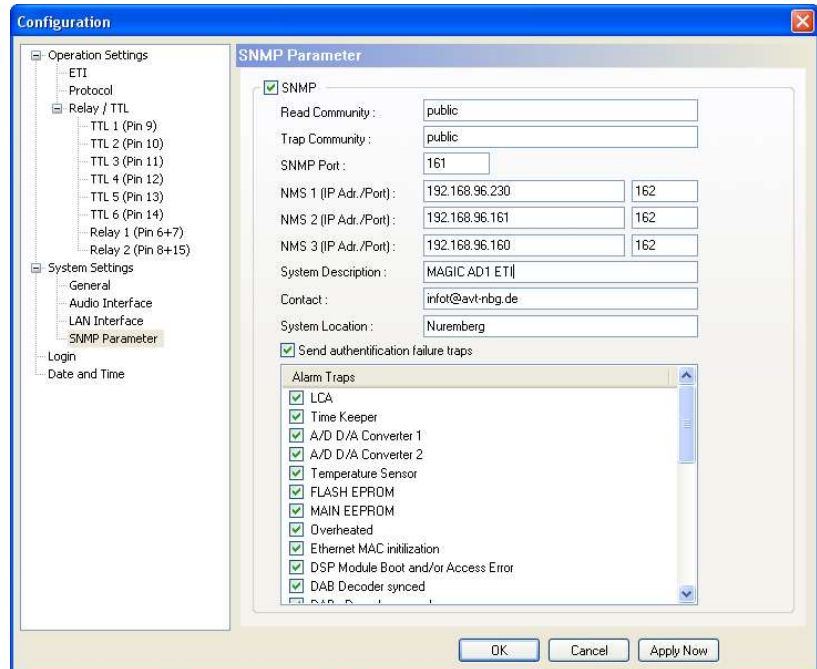 Configuration
Operation Settings
ETI
Protocol
Relay / TTL
TTL 1 (Pin 9)
TTL 2 (Pin 10)
TTL 3 (Pin 11)
TTL 4 (Pin 12)
TTL 5 (Pin 13)
TTL 6 (Pin 14)
Relay 1 (Pin 6+7)
Relay 2 (Pin 8+15)
System Settings
General
Audio Interface
LAN Interface
SNMP Parameter
Login
Date and Time
SNMP Parameter
SNMP
Read Community : public
Trap Community : public
SNMP Port : 161
NMS 1 (IP Adr./Port) : 192.168.96.230 162
NMS 2 (IP Adr./Port) : 192.168.96.161 162
NMS 3 (IP Adr./Port) : 192.168.96.160 162
System Description : MAGIC AD1 ETI
Contact : infot@avt-nbg.de
System Location : Nuremberg
Send authentification failure traps
Alarm Traps
LCA
Time Keeper
A/D D/A Converter 1
A/D D/A Converter 2
Temperature Sensor
FLASH EPROM
MAIN EEPROM
Overheated
Ethernet MAC initilization
DSP Module Boot and/or Access Error
DAB Decoder synced
OK Cancel Apply Now